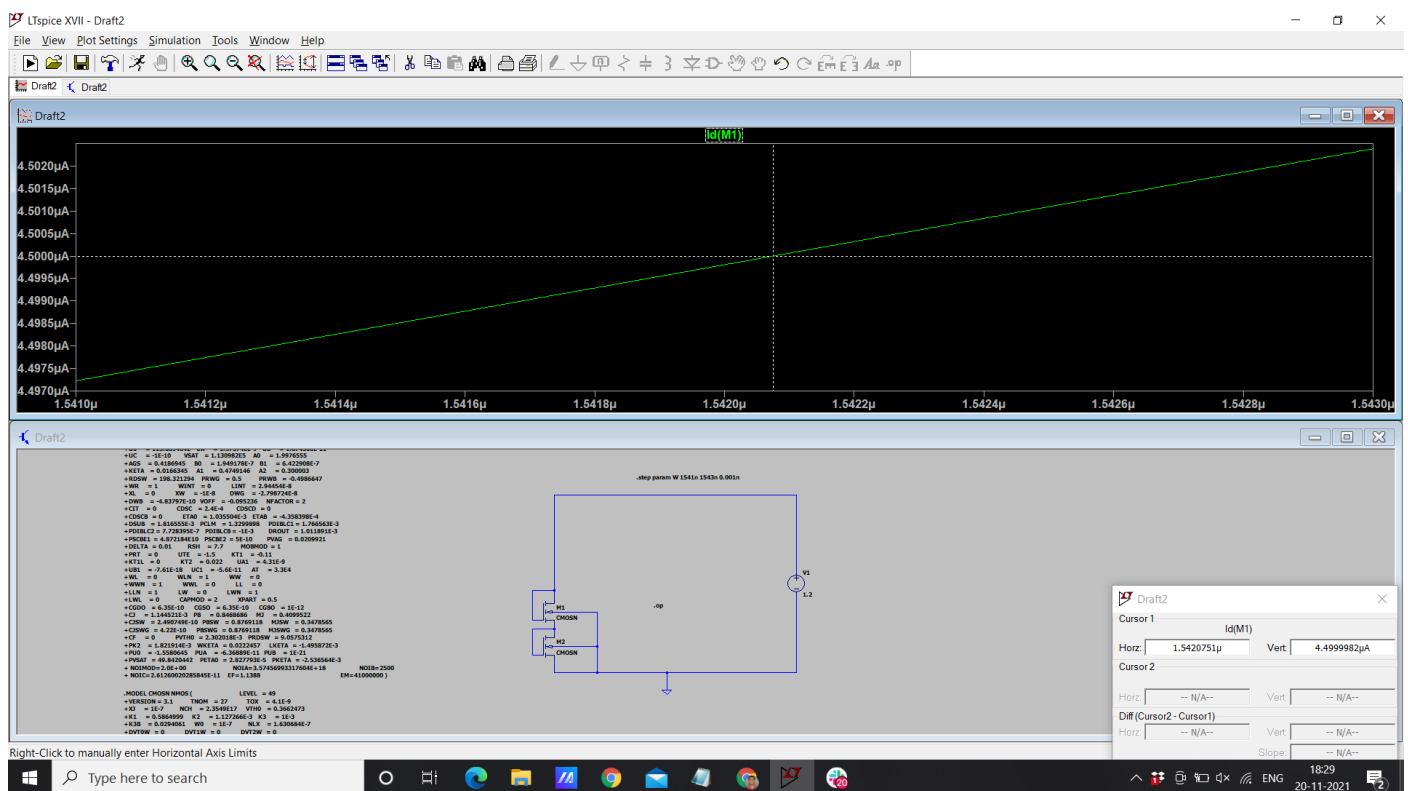 LTspice XVII - Draft2
File View Plot Settings Simulation Tools Window Help
Draft2 Draft2
Draft2
Id(M1)
4.5020µA
4.5015µA
4.5010µA
4.5005µA
4.5000µA
4.4995µA
4.4990µA
4.4985µA
4.4980µA
4.4975µA
4.4970µA
1.5410µ 1.5412µ 1.5414µ 1.5416µ 1.5418µ 1.5420µ 1.5422µ 1.5424µ 1.5426µ 1.5428µ 1.5430µ
Draft2
+UC = -1E-10 VSAT = 1.130982E5 A0 = 1.9976555
+AGS = 0.4186945 B0 = 1.949178E-7 B1 = 6.422908E-7
+KETA = 0.0166345 A1 = 0.4749146 A2 = 0.300003
+RDSW = 198.321294 PRWG = 0.5 PRWB = -0.4986647
+WR = 1 WINT = 0 LINT = 2.94454E-8
+XL = 0 XW = -1E-8 DWG = -2.798724E-8
+DWB = -4.83797E-10 VOFF = -0.095236 NFACTOR = 2
+CIT = 0 CDSC = 2.4E-4 CDSCD = 0
+CDSCB = 0 ETA0 = 1.035504E-3 ETAB = -4.358398E-4
+DSUB = 1.816555E-3 PCLM = 1.3299898 PDIBLC1 = 1.766563E-3
+PDIBLC2 = 7.728395E-7 PDIBLCB = -1E-3 DROUT = 1.011891E-3
+PSCBE1 = 4.872184E10 PSCBE2 = 5E-10 PVAG = 0.0209921
+DELTA = 0.01 RSH = 7.7 MOBMOD = 1
+PRT = 0 UTE = -1.5 KT1 = -0.11
+KT1L = 0 KT2 = 0.022 UA1 = 4.31E-9
+UB1 = -7.61E-18 UC1 = -5.6E-11 AT = 3.3E4
+WL = 0 WLN = 1 WW = 0
+WWN = 1 WWL = 0 LL = 0
+LLN = 1 LW = 0 LWN = 1
+LWL = 0 CAPMOD = 2 XPART = 0.5
+CGDO = 6.35E-10 CGSO = 6.35E-10 CGBO = 1E-12
+CJ = 1.144521E-3 PB = 0.8468686 MJ = 0.4099522
+CJSW = 2.490749E-10 PBSW = 0.8769118 MJSW = 0.3478565
+CJSWG = 4.22E-10 PBSWG = 0.8769118 MJSWG = 0.3478565
+CF = 0 PVTH0 = 2.302018E-3 PRDSW = 9.0575312
+PK2 = 1.821914E-3 WKETA = 0.0222457 LKETA = -1.495872E-3
+PU0 = -1.5580645 PUA = -6.36889E-11 PUB = 1E-21
+PVSAT = 49.8420442 PETA0 = 2.827793E-5 PKETA = -2.536564E-3
+ NOIMOD=2.0E+00 NOIA=3.57456993317604E+18 NOIB=2500
+ NOIC=2.61260020285845E-11 EF=1.1388 EM=41000000 )
.MODEL CMOSN NMOS ( LEVEL = 49
+VERSION = 3.1 TNOM = 27 TOX = 4.1E-9
+XJ = 1E-7 NCH = 2.3549E17 VTH0 = 0.3662473
+K1 = 0.5864999 K2 = 1.127266E-3 K3 = 1E-3
+K3B = 0.0294061 W0 = 1E-7 NLX = 1.630684E-7
+DVT0W = 0 DVT1W = 0 DVT2W = 0
.step param W 1541n 1543n 0.001n
V1
1.2
M1
CMOSN
M2
CMOSN
.op
Draft2
Cursor 1
Id(M1)
Horz: 1.5420751µ Vert: 4.4999982µA
Cursor 2
Horz: -- N/A-- Vert: -- N/A--
Diff (Cursor2 - Cursor1)
Horz: -- N/A-- Vert: -- N/A--
Slope: -- N/A--
Right-Click to manually enter Horizontal Axis Limits
Type here to search
20
ENG
18:29
20-11-2021
2